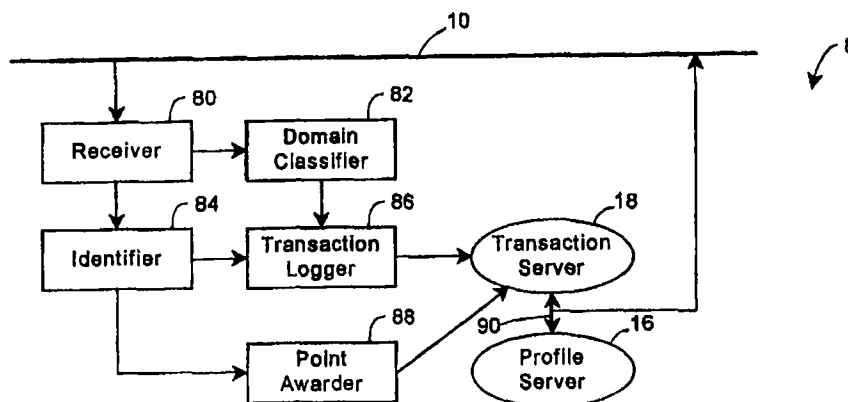 10
8
80
82
Receiver
Domain
Classifier
84
86
18
Identifier
Transaction
Logger
Transaction
Server
88
90
16
Point
Awarder
Profile
Server